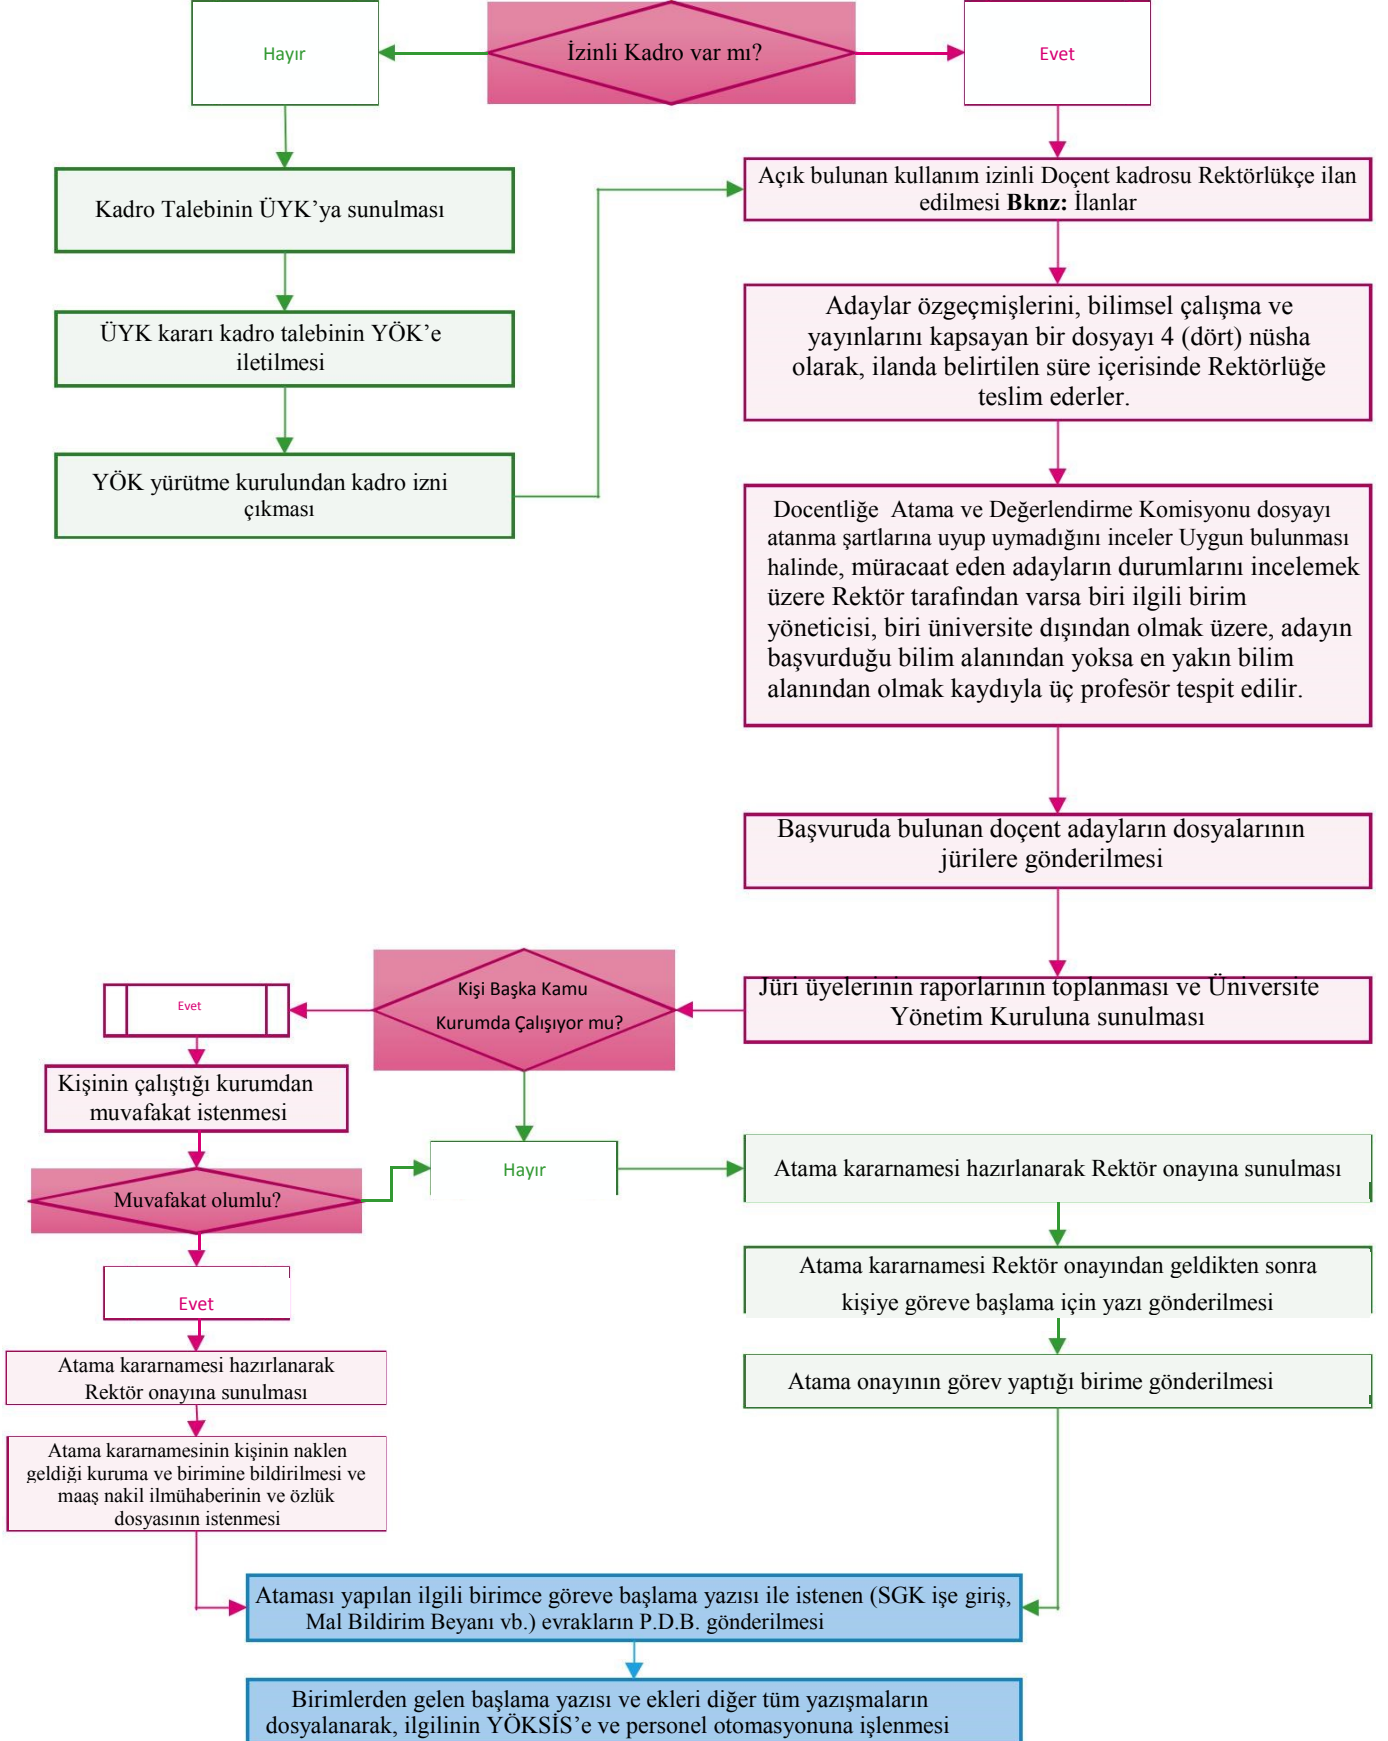 İzinli Kadro var mı?
Hayır
Evet
Kadro Talebinin ÜYK'ya sunulması
ÜYK kararı kadro talebinin YÖK'e
iletilmesi
YÖK yürütme kurulundan kadro izni
çıkması
Açık bulunan kullanım izinli Doçent kadrosu Rektörlükçe ilan
edilmesi Bknz: İlanlar
Adaylar özgeçmişlerini, bilimsel çalışma ve
yayınlarını kapsayan bir dosyayı 4 (dört) nüsha
olarak, ilanda belirtilen süre içerisinde Rektörlüğe
teslim ederler.
Docentliğe Atama ve Değerlendirme Komisyonu dosyayı
atanma şartlarına uyup uymadığını inceler Uygun bulunması
halinde, müracaat eden adayların durumlarını incelemek
üzere Rektör tarafından varsa biri ilgili birim
yöneticisi, biri üniversite dışından olmak üzere, adayın
başvurduğu bilim alanından yoksa en yakın bilim
alanından olmak kaydıyla üç profesör tespit edilir.
Başvuruda bulunan doçent adayların dosyalarının
jürilere gönderilmesi
Jüri üyelerinin raporlarının toplanması ve Üniversite
Yönetim Kuruluna sunulması
Kişi Başka Kamu
Kurumda Çalışıyor mu?
Evet
Kişinin çalıştığı kurumdan
muvafakat istenmesi
Muvafakat olumlu?
Hayır
Evet
Atama kararnamesi hazırlanarak
Rektör onayına sunulması
Atama kararnamesinin kişinin naklen
geldiği kuruma ve birimine bildirilmesi ve
maaş nakil ilmühaberinin ve özlük
dosyasının istenmesi
Atama kararnamesi hazırlanarak Rektör onayına sunulması
Atama kararnamesi Rektör onayından geldikten sonra
kişiye göreve başlama için yazı gönderilmesi
Atama onayının görev yaptığı birime gönderilmesi
Ataması yapılan ilgili birimce göreve başlama yazısı ile istenen (SGK işe giriş,
Mal Bildirim Beyanı vb.) evrakların P.D.B. gönderilmesi
Birimlerden gelen başlama yazısı ve ekleri diğer tüm yazışmaların
dosyalanarak, ilgilinin YÖKSİS'e ve personel otomasyonuna işlenmesi